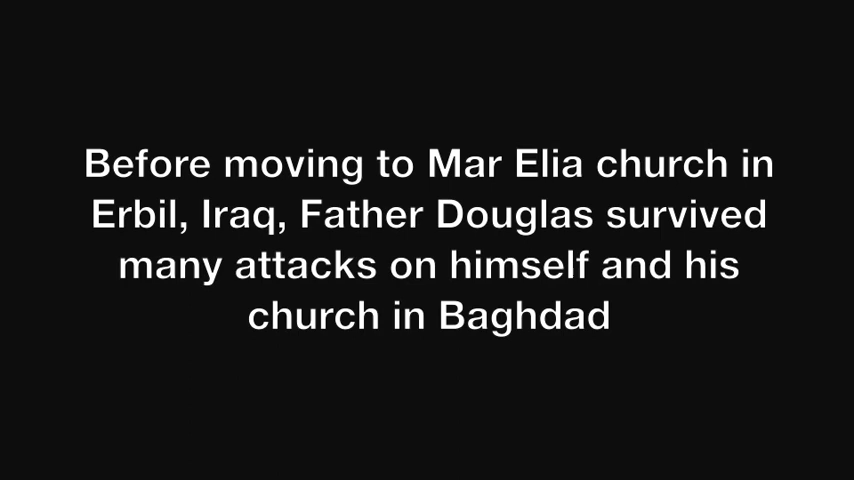 Before moving to Mar Elia church in
Erbil, Iraq, Father Douglas survived
many attacks on himself and his
church in Baghdad